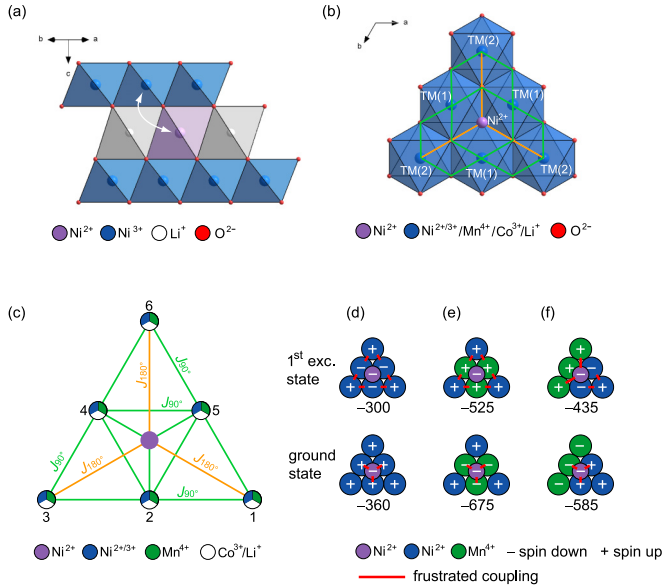 (a)
b a
c
Ni²⁺ Ni³⁺ Li⁺ O²⁻
(b)
b a
TM(2)
TM(1) TM(1)
Ni²⁺
TM(2) TM(1) TM(2)
Ni²⁺ Ni²⁺/³⁺/Mn⁴⁺/Co³⁺/Li⁺ O²⁻
(c)
6
J180° J90°
4 J90° 5
J90° J180° J180°
J90°
3 2 1
Ni²⁺ Ni²⁺/³⁺ Mn⁴⁺ Co³⁺/Li⁺
(d) (e) (f)
1st exc.
state
+ + +
– – + – + – – +
+ – + + + + + – +
–300 –525 –435
ground
state
+ + –
– – – – – – – – –
+ + + + – + – + +
–360 –675 –585
Ni²⁺ Ni²⁺ Mn⁴⁺ – spin down + spin up
frustrated coupling